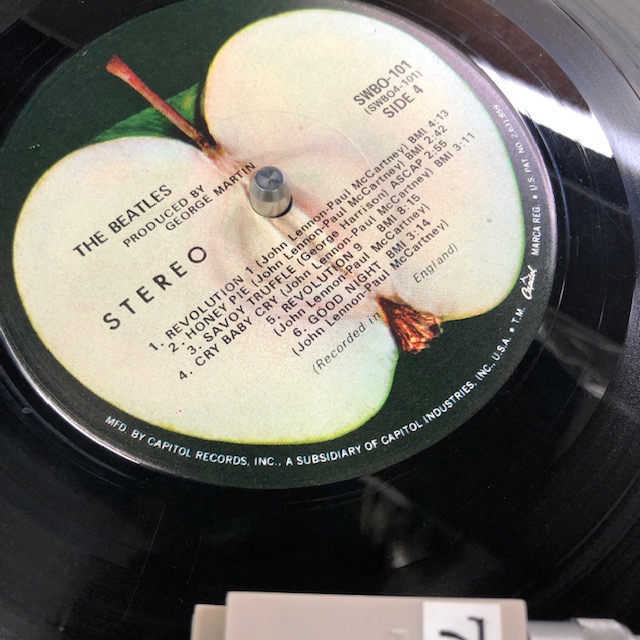 SWBO-101
(SWBO4-101)
SIDE 4
THE BEATLES
PRODUCED BY
GEORGE MARTIN
STEREO
1. REVOLUTION 1 (John Lennon-Paul McCartney) BMI 4-13
2. HONEY PIE (John Lennon-Paul McCartney) BMI 2:42
3. SAVOY TRUFFLE (George Harrison) ASCAP 2:55
4. CRY BABY CRY (John Lennon-Paul McCartney) BMI 3-11
5. REVOLUTION 9 BMI 8-15
(John Lennon-Paul McCartney)
6. GOOD NIGHT BMI 3:14
(John Lennon-Paul McCartney)
(Recorded in England)
MFD. BY CAPITOL RECORDS, INC., A SUBSIDIARY OF CAPITOL INDUSTRIES, INC., U.S.A. • T.M. Capitol MARCA REG. • U.S. PAT. NO. 2,631,859